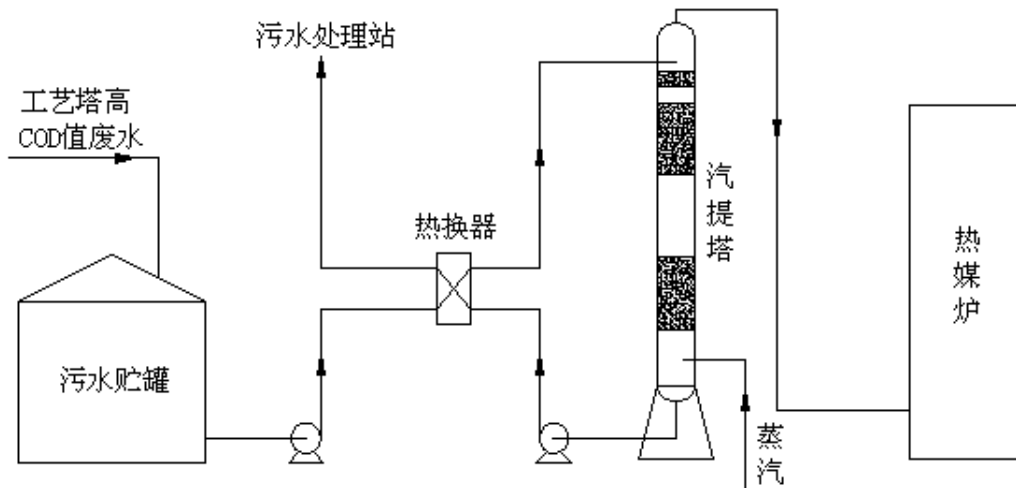 污水处理站
工艺塔高
COD值废水
热换器
汽提塔
热媒炉
污水贮罐
蒸汽